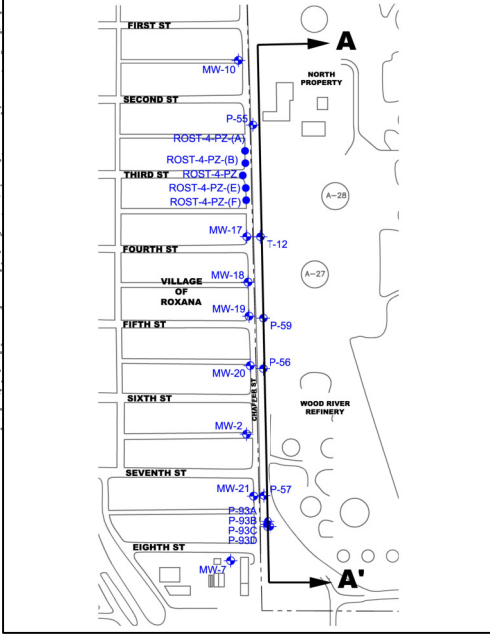 FIRST ST
A
MW-10
NORTH
PROPERTY
SECOND ST
P-55
ROST-4-PZ-(A)
ROST-4-PZ-(B)
THIRD ST
ROST-4-PZ
ROST-4-PZ-(E)
ROST-4-PZ-(F)
A-28
MW-17
T-12
FOURTH ST
MW-18
A-27
VILLAGE
OF
ROXANA
MW-19
FIFTH ST
P-59
P-56
MW-20
CHAFFER ST
SIXTH ST
WOOD RIVER
REFINERY
MW-2
SEVENTH ST
MW-21
P-57
P-93A
P-93B
P-93C
P-93D
EIGHTH ST
MW-7
A'